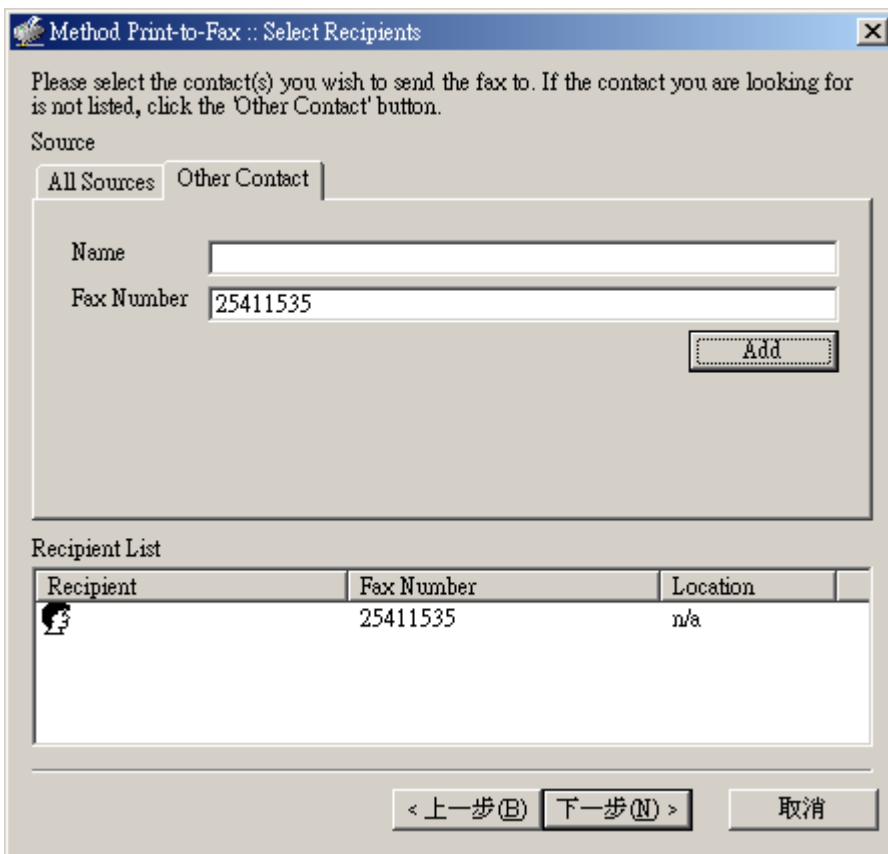 Method Print-to-Fax :: Select Recipients
Please select the contact(s) you wish to send the fax to. If the contact you are looking for
is not listed, click the 'Other Contact' button.
Source
All Sources Other Contact
Name
Fax Number 25411535
Add
Recipient List
Recipient Fax Number Location
25411535 n/a
< 上一步(B) 下一步(N) > 取消